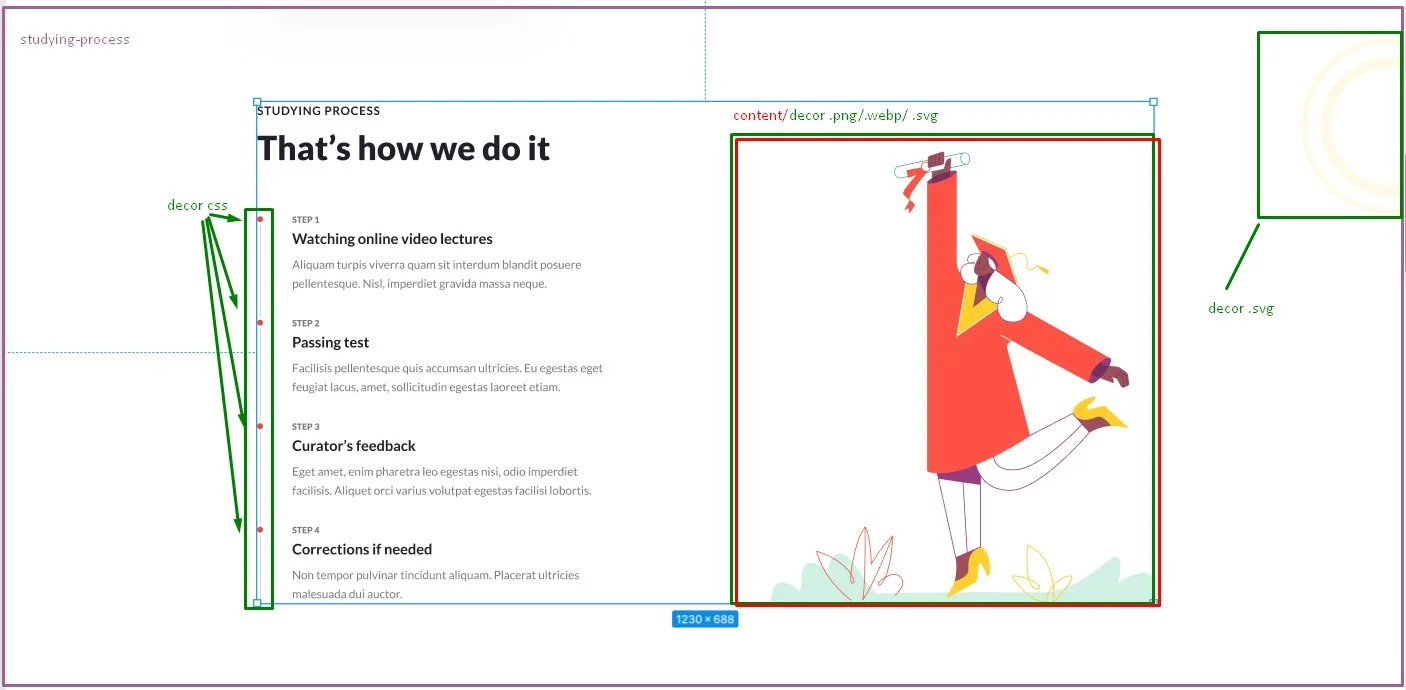 studying-process
STUDYING PROCESS
content/decor .png/.webp/ .svg
That’s how we do it
decor css
STEP 1
Watching online video lectures
Aliquam turpis viverra quam sit interdum blandit posuere
pellentesque. Nisl, imperdiet gravida massa neque.
decor .svg
STEP 2
Passing test
Facilisis pellentesque quis accumsan ultricies. Eu egestas eget
feugiat lacus, amet, sollicitudin egestas laoreet etiam.
STEP 3
Curator’s feedback
Eget amet, enim pharetra leo egestas nisi, odio imperdiet
facilisis. Aliquet orci varius volutpat egestas facilisi lobortis.
STEP 4
Corrections if needed
Non tempor pulvinar tincidunt aliquam. Placerat ultricies
malesuada dui auctor.
1230 × 688